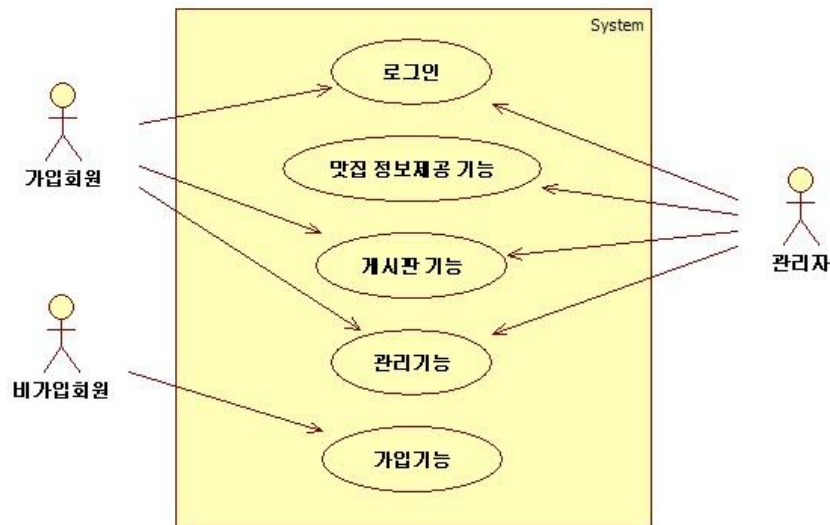 System
로그인
가입회원
맛집 정보제공 기능
관리자
게시판 기능
비가입회원
관리기능
가입기능